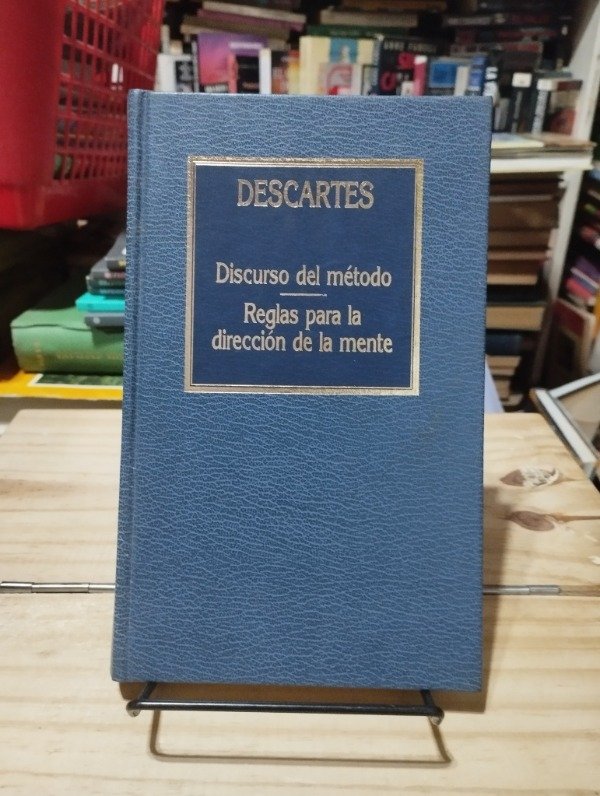 DESCARTES
Discurso del método
Reglas para la
dirección de la mente